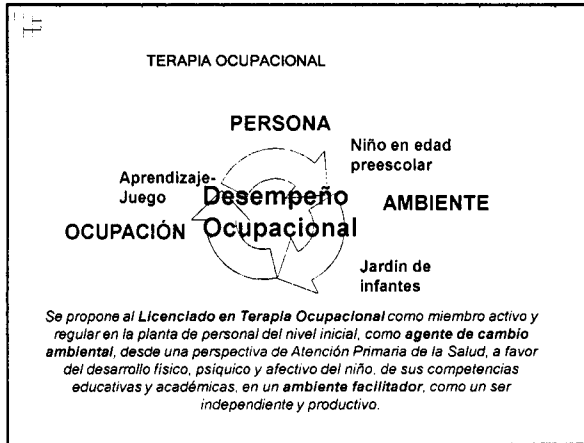 TERAPIA OCUPACIONAL
PERSONA
Niño en edad
preescolar
Aprendizaje-
Juego
Desempeño
Ocupacional
AMBIENTE
OCUPACIÓN
Jardín de
infantes
Se propone al Licenciado en Terapia Ocupacional como miembro activo y
regular en la planta de personal del nivel inicial, como agente de cambio
ambiental, desde una perspectiva de Atención Primaria de la Salud, a favor
del desarrollo físico, psíquico y afectivo del niño, de sus competencias
educativas y académicas, en un ambiente facilitador, como un ser
independiente y productivo.